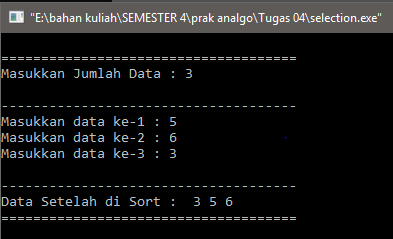 "E:\bahan kuliah\SEMESTER 4\prak analgo\Tugas 04\selection.exe"
=====================================
Masukkan Jumlah Data : 3
-------------------------------------
Masukkan data ke-1 : 5
Masukkan data ke-2 : 6
Masukkan data ke-3 : 3
-------------------------------------
Data Setelah di Sort :  3 5 6
=====================================